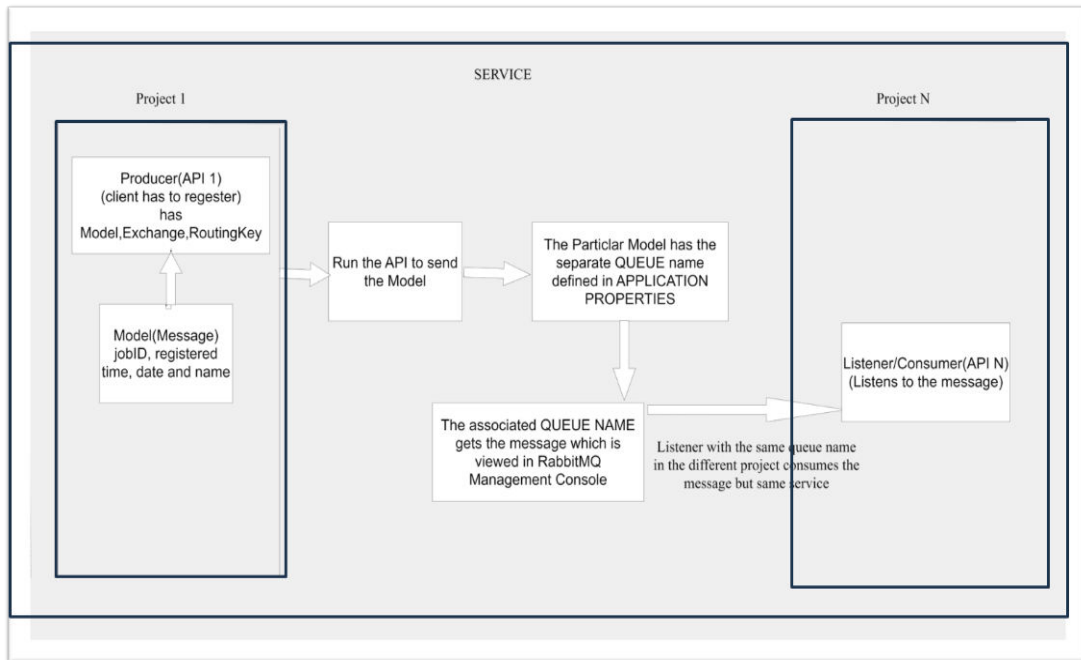 SERVICE
Project 1
Project N
Producer(API 1)
(client has to regester)
has
Model,Exchange,RoutingKey
Run the API to send
the Model
The Particlar Model has the
separate QUEUE name
defined in APPLICATION
PROPERTIES
Model(Message)
jobID, registered
time, date and name
Listener/Consumer(API N)
(Listens to the message)
The associated QUEUE NAME
gets the message which is
viewed in RabbitMQ
Management Console
Listener with the same queue name
in the different project consumes the
message but same service